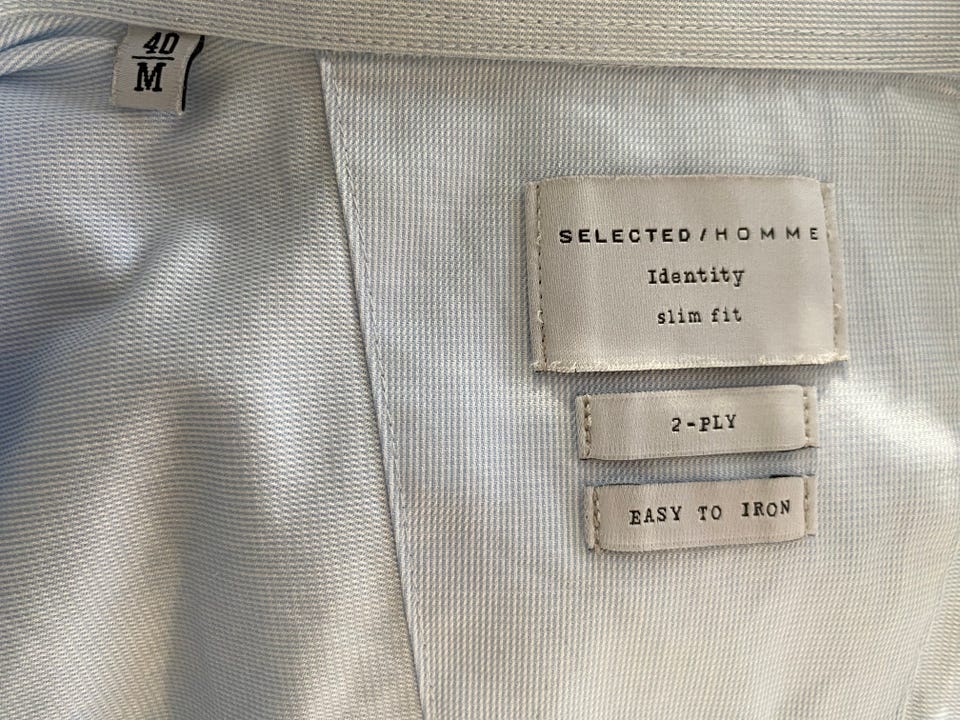 40
M
SELECTED/HOMME
Identity
slim fit
2-PLY
EASY TO IRON